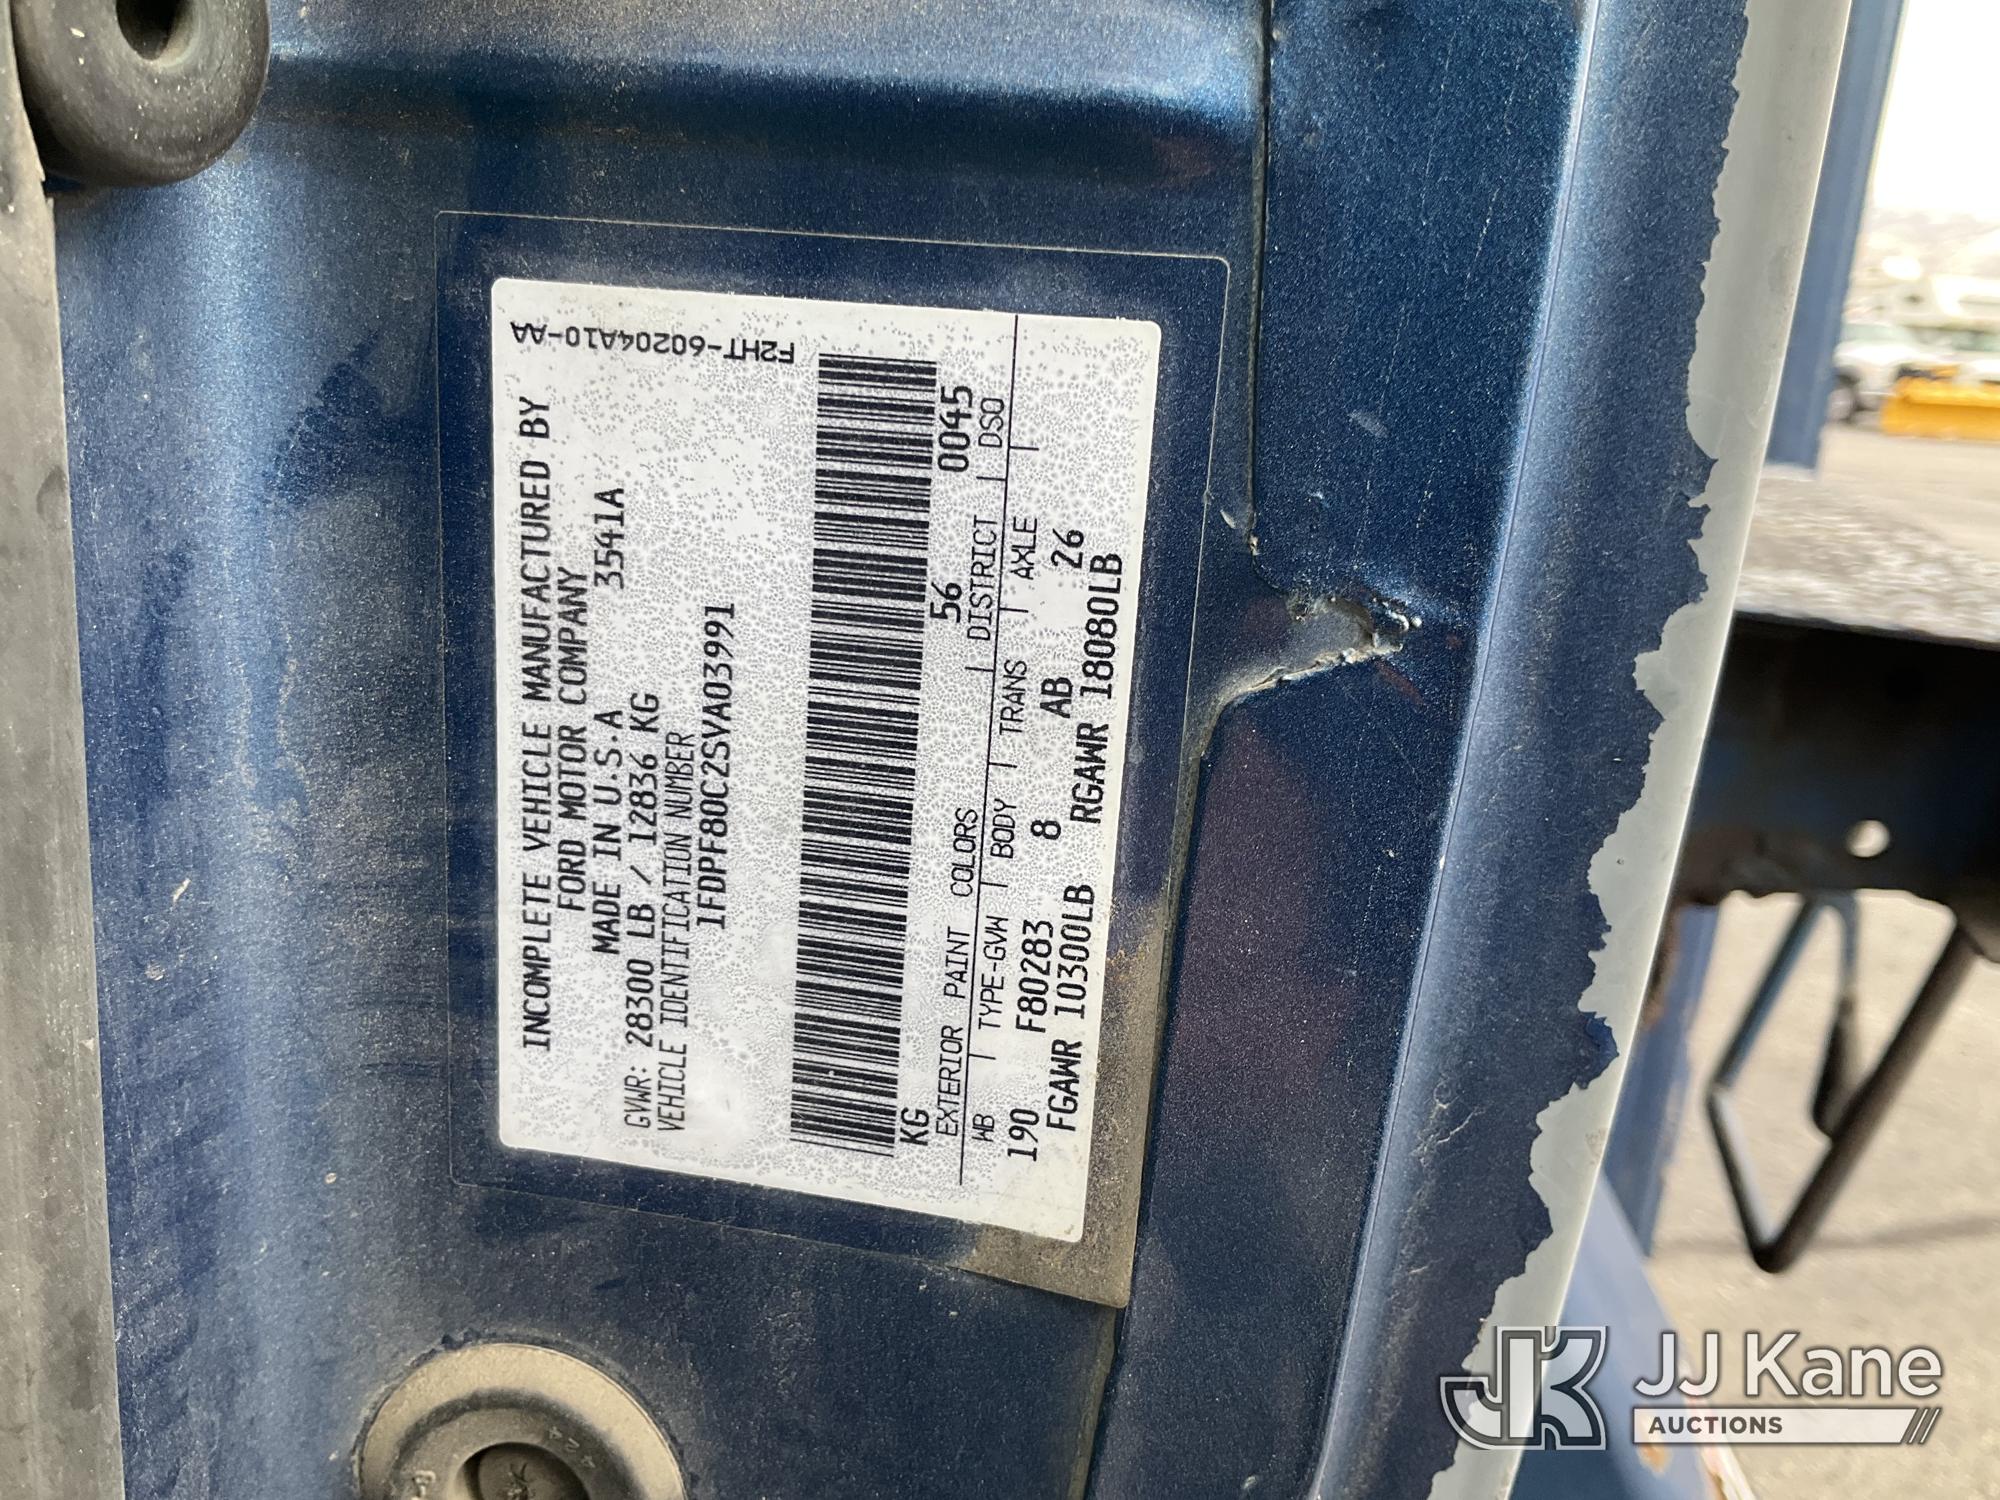 INCOMPLETE VEHICLE MANUFACTURED BY
FORD MOTOR COMPANY
MADE IN U.S.A 3541A
GVWR: 28300 LB / 12836 KG
VEHICLE IDENTIFICATION NUMBER
1FDPF80C2SVA03991
F2HT-60204A10-AA
KG 56 0045
EXTERIOR PAINT COLORS DISTRICT DSO
WB TYPE-GVW BODY TRANS AXLE
190 F80283 8 AB 26
FGAWR 10300LB RGAWR 18080LB
JK JJ Kane
AUCTIONS